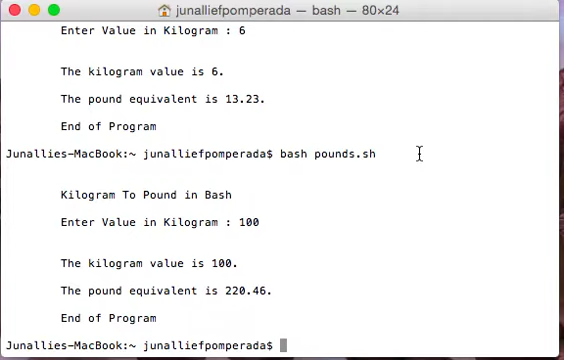 junalliefpomperada — bash — 80×24
Enter Value in Kilogram : 6
The kilogram value is 6.
The pound equivalent is 13.23.
End of Program
Junallies-MacBook:~ junalliefpomperada$ bash pounds.sh
Kilogram To Pound in Bash
Enter Value in Kilogram : 100
The kilogram value is 100.
The pound equivalent is 220.46.
End of Program
Junallies-MacBook:~ junalliefpomperada$